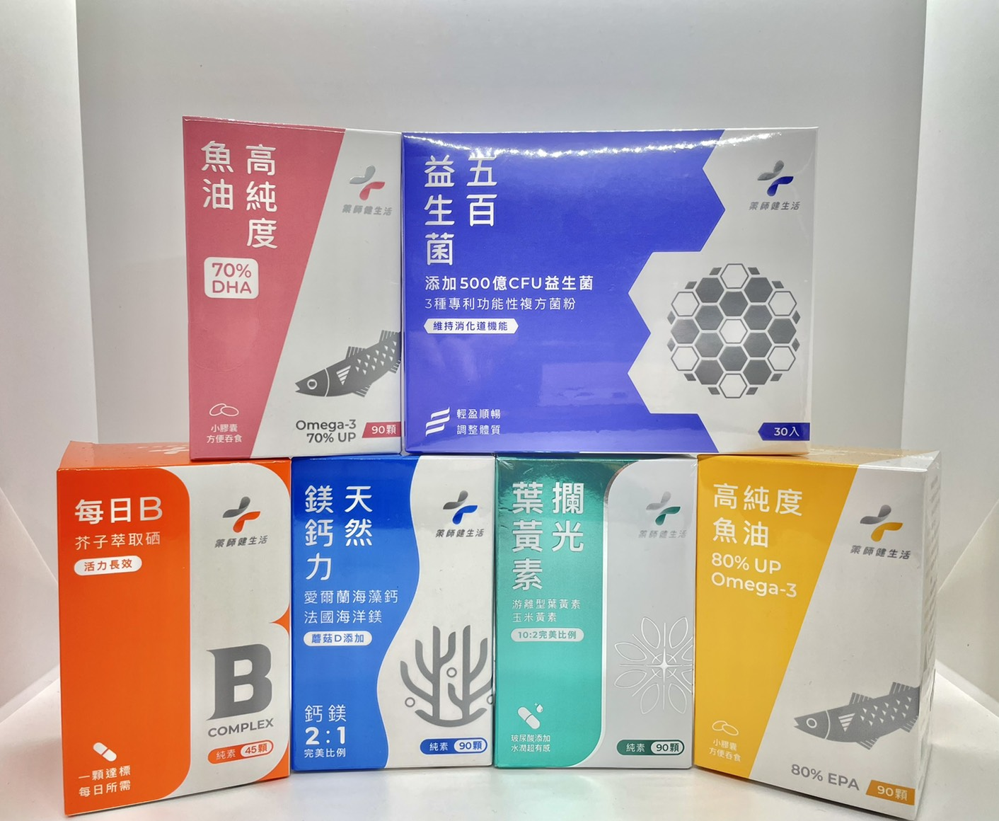 高純度
魚油
70%
DHA
藥師健生活
小膠囊
方便吞食
Omega-3
70% UP
90顆
五百
益生菌
添加500億CFU益生菌
3種專利功能性複方菌粉
維持消化道機能
輕盈順暢
調整體質
藥師健生活
30入
每日B
芥子萃取硒
活力長效
藥師健生活
B
COMPLEX
純素 45顆
一顆達標
每日所需
天然
鎂鈣力
愛爾蘭海藻鈣
法國海洋鎂
蘑菇D添加
藥師健生活
鈣鎂
2:1
完美比例
純素 90顆
攔光
葉黃素
游離型葉黃素
玉米黃素
10:2完美比例
藥師健生活
玻尿酸添加
水潤超有感
純素 90顆
高純度
魚油
80% UP
Omega-3
藥師健生活
小膠囊
方便吞食
80% EPA
90顆